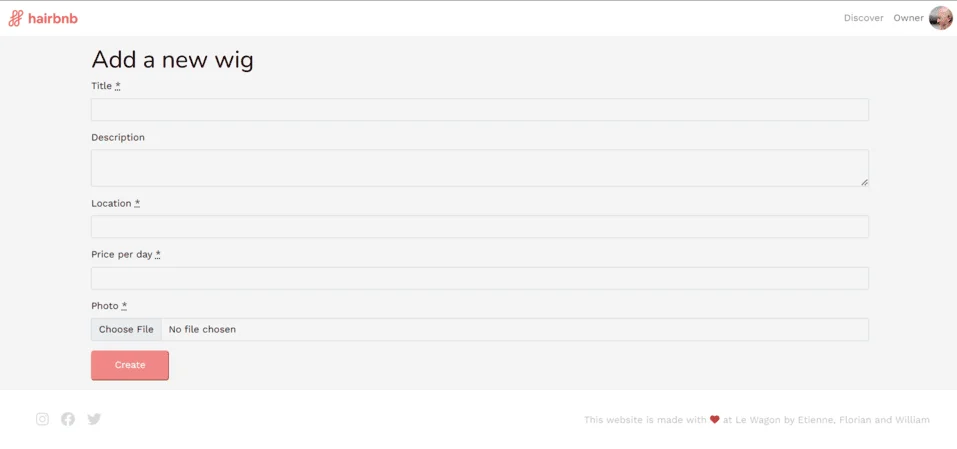 hairbnb
Discover Owner
Add a new wig
Title *
Description
Location *
Price per day *
Photo *
Choose File No file chosen
Create
This website is made with ❤ at Le Wagon by Etienne, Florian and William